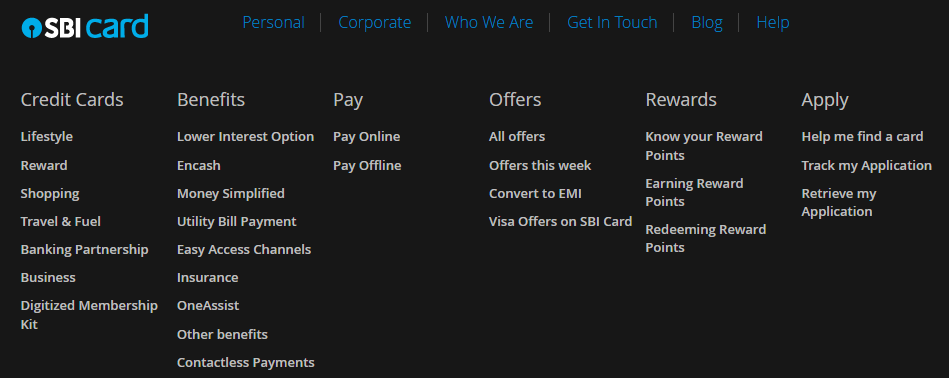 SBI card
Personal
Corporate
Who We Are
Get In Touch
Blog
Help
Credit Cards
Lifestyle
Reward
Shopping
Travel & Fuel
Banking Partnership
Business
Digitized Membership
Kit
Benefits
Lower Interest Option
Encash
Money Simplified
Utility Bill Payment
Easy Access Channels
Insurance
OneAssist
Other benefits
Contactless Payments
Pay
Pay Online
Pay Offline
Offers
All offers
Offers this week
Convert to EMI
Visa Offers on SBI Card
Rewards
Know your Reward
Points
Earning Reward
Points
Redeeming Reward
Points
Apply
Help me find a card
Track my Application
Retrieve my
Application